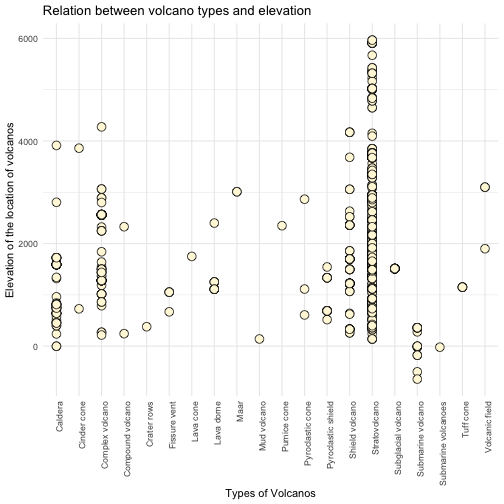 Relation between volcano types and elevation
Elevation of the location of volcanos
6000
4000
2000
0
Caldera
Cinder cone
Complex volcano
Compound volcano
Crater rows
Fissure vent
Lava cone
Lava dome
Maar
Mud volcano
Pumice cone
Pyroclastic cone
Pyroclastic shield
Shield volcano
Stratovolcano
Subglacial volcano
Submarine volcano
Submarine volcanoes
Tuff cone
Volcanic field
Types of Volcanos